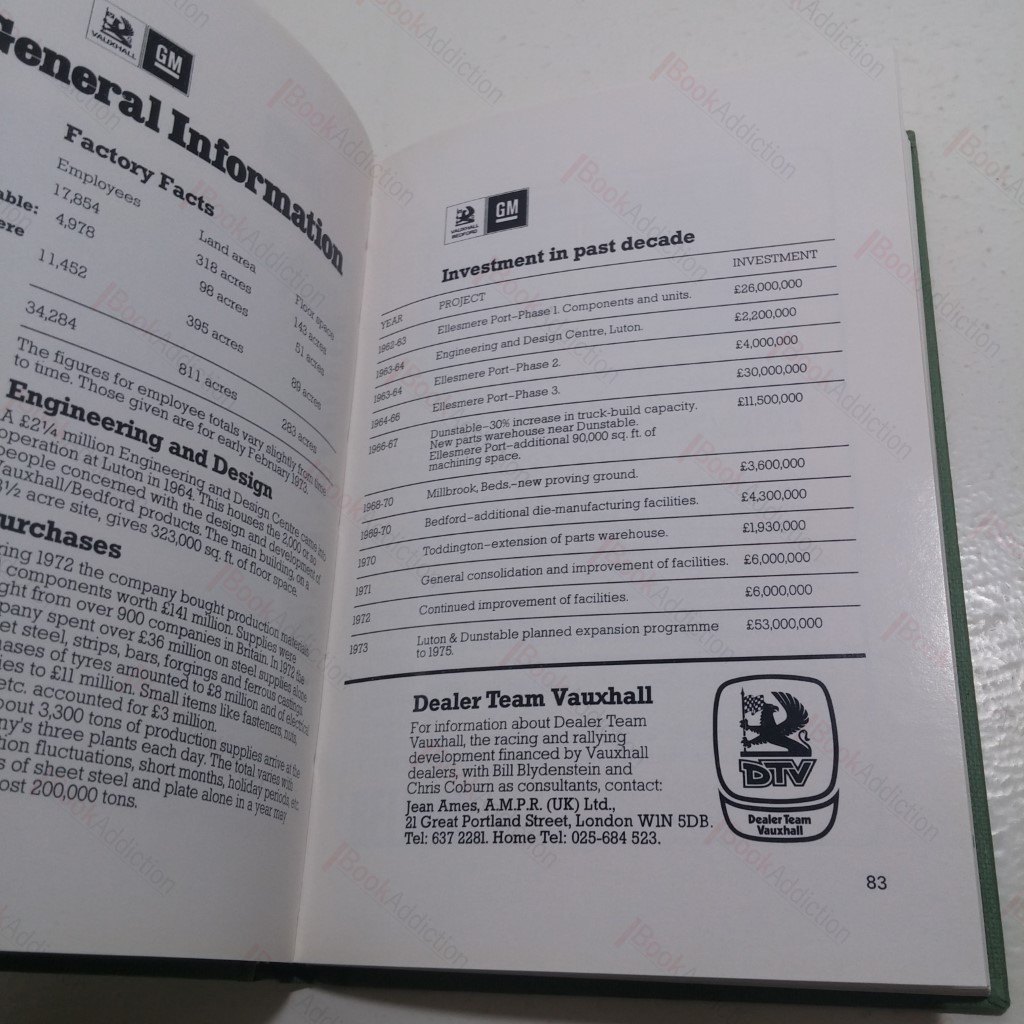 VAUXHALL
GM
General Information
Factory Facts
Employees Land area Floor space
17,854 318 acres 143 acres
able: 4,978 98 acres 51 acres
ere
11,452 395 acres 89 acres
34,284 811 acres 283 acres
The figures for employee totals vary slightly from time
to time. Those given are for early February 1973.
Engineering and Design
A £2¼ million Engineering and Design Centre came into
operation at Luton in 1964. This houses the 2,000 or so
people concerned with the design and development of
Vauxhall/Bedford products. The main building, on a
½ acre site, gives 323,000 sq. ft. of floor space.
urchases
ring 1972 the company bought production materials
components worth £141 million. Supplies were
ght from over 900 companies in Britain. In 1972 the
pany spent over £36 million on steel supplies alone
et steel, strips, bars, forgings and ferrous castings
hases of tyres amounted to £8 million and of electrical
ies to £11 million. Small items like fasteners, nuts,
etc. accounted for £3 million.
out 3,300 tons of production supplies arrive at the
ny's three plants each day. The total varies with
tion fluctuations, short months, holiday periods, etc.
s of sheet steel and plate alone in a year may
ost 200,000 tons.
VAUXHALL
BEDFORD
GM
Investment in past decade
YEAR PROJECT INVESTMENT
1962-63 Ellesmere Port–Phase 1. Components and units. £26,000,000
1963-64 Engineering and Design Centre, Luton. £2,200,000
1963-64 Ellesmere Port–Phase 2. £4,000,000
1964-66 Ellesmere Port–Phase 3. £30,000,000
1966-67 Dunstable–30% increase in truck-build capacity. £11,500,000
New parts warehouse near Dunstable.
Ellesmere Port–additional 90,000 sq. ft. of
machining space.
1968-70 Millbrook, Beds.–new proving ground. £3,600,000
1969-70 Bedford–additional die-manufacturing facilities. £4,300,000
1970 Toddington–extension of parts warehouse. £1,930,000
1971 General consolidation and improvement of facilities. £6,000,000
1972 Continued improvement of facilities. £6,000,000
1973 Luton & Dunstable planned expansion programme £53,000,000
to 1975.
Dealer Team Vauxhall
For information about Dealer Team
Vauxhall, the racing and rallying
development financed by Vauxhall
dealers, with Bill Blydenstein and
Chris Coburn as consultants, contact:
Jean Ames, A.M.P.R. (UK) Ltd.,
21 Great Portland Street, London W1N 5DB.
Tel: 637 2281. Home Tel: 025-684 523.
DTV
Dealer Team
Vauxhall
83
BookAddiction